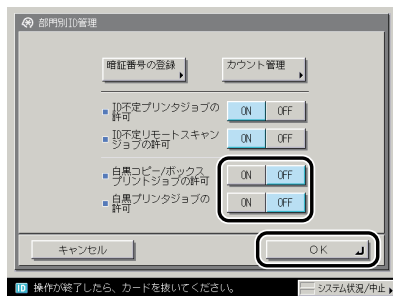 部門別ID管理
暗証番号の登録
カウント管理
ID不定プリンタジョブの
許可
ON OFF
ID不定リモートスキャン
ジョブの許可
ON OFF
白黒コピー/ボックス
プリントジョブの許可
ON OFF
白黒プリンタジョブの
許可
ON OFF
キャンセル
OK
ID 操作が終了したら、カードを抜いてください。
システム状況/中止